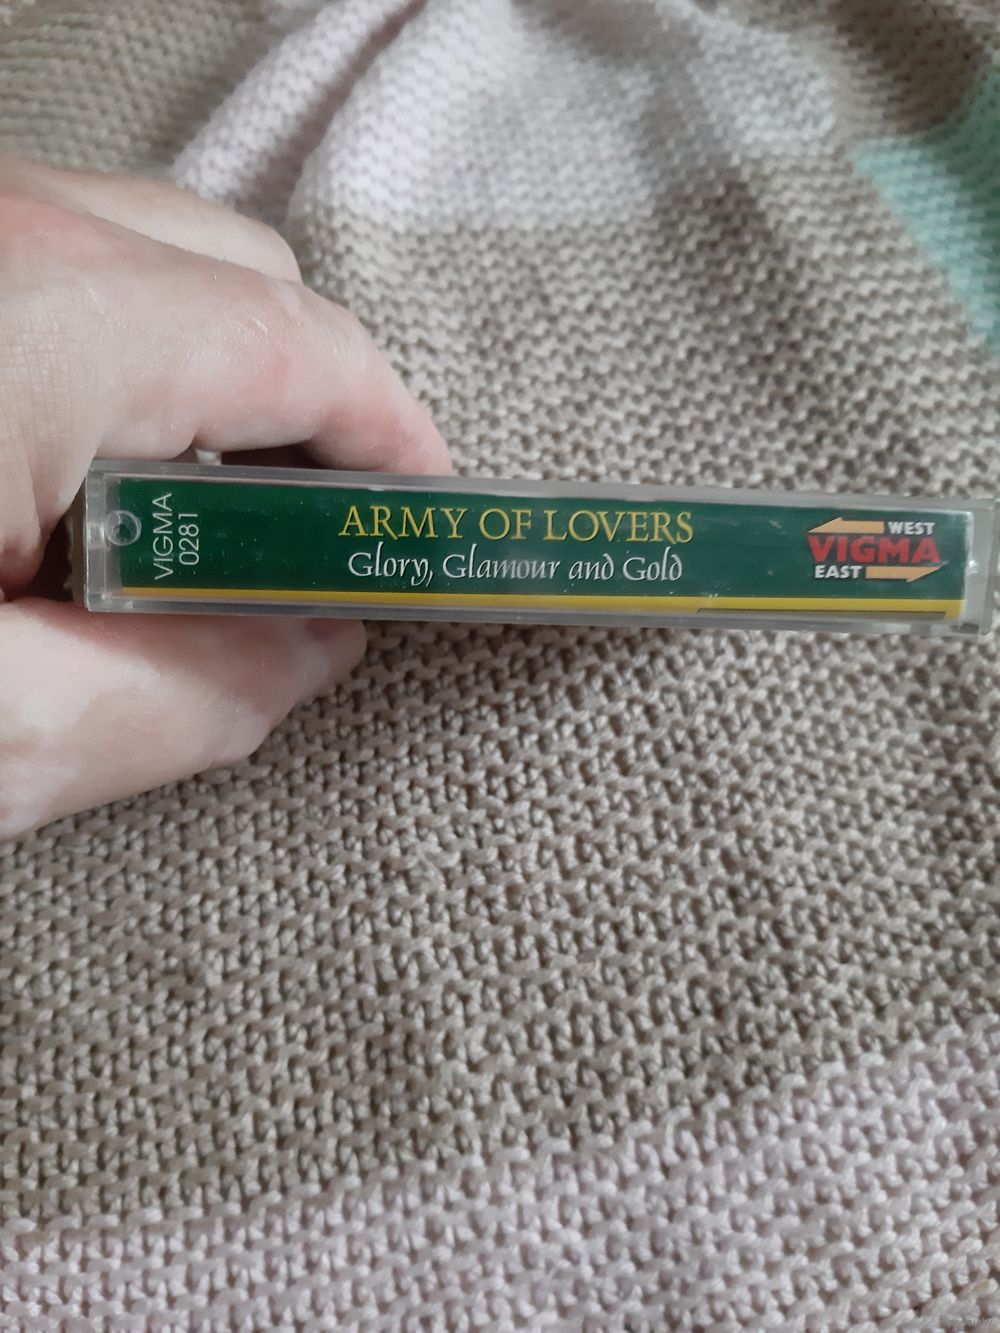 VIGMA
0281
ARMY OF LOVERS
Glory, Glamour and Gold
WEST
VIGMA
EAST